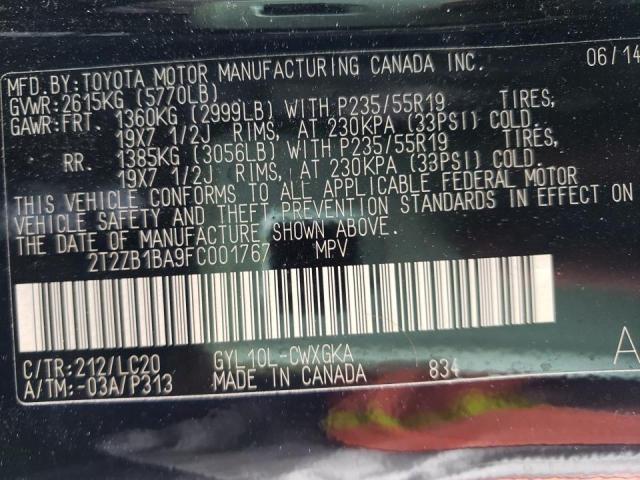 06/14
MFD.BY:TOYOTA MOTOR MANUFACTURING CANADA INC.
GVWR:2615KG (5770LB)
GAWR:FRT. 1360KG (2999LB) WITH P235/55R19 TIRES,
19X7 1/2J RIMS, AT 230KPA (33PSI) COLD.
RR. 1385KG (3056LB) WITH P235/55R19 TIRES,
19X7 1/2J RIMS, AT 230KPA (33PSI) COLD.
THIS VEHICLE CONFORMS TO ALL APPLICABLE FEDERAL MOTOR
VEHICLE SAFETY AND THEFT PREVENTION STANDARDS IN EFFECT ON
THE DATE OF MANUFACTURE SHOWN ABOVE.
2T2ZB1BA9FC001767 MPV
C/TR:212/LC20 GYL10L-CWXGKA A
A/TM:-03A/P313 MADE IN CANADA 834